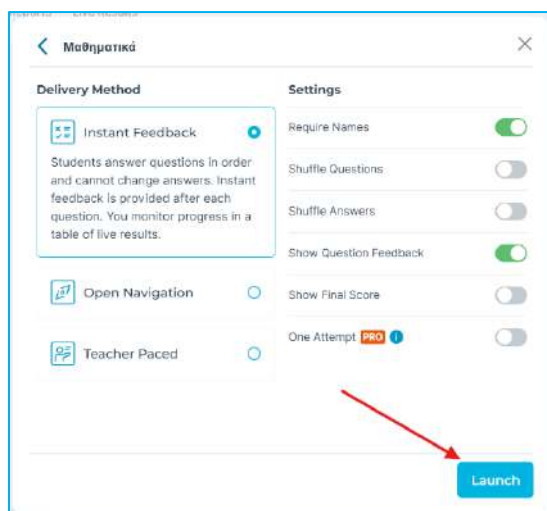 Live Results
Μαθηματικά
Delivery Method
Instant Feedback
Students answer questions in order
and cannot change answers. Instant
feedback is provided after each
question. You monitor progress in a
table of live results.
Open Navigation
Teacher Paced
Settings
Require Names
Shuffle Questions
Shuffle Answers
Show Question Feedback
Show Final Score
One Attempt PRO i
Launch